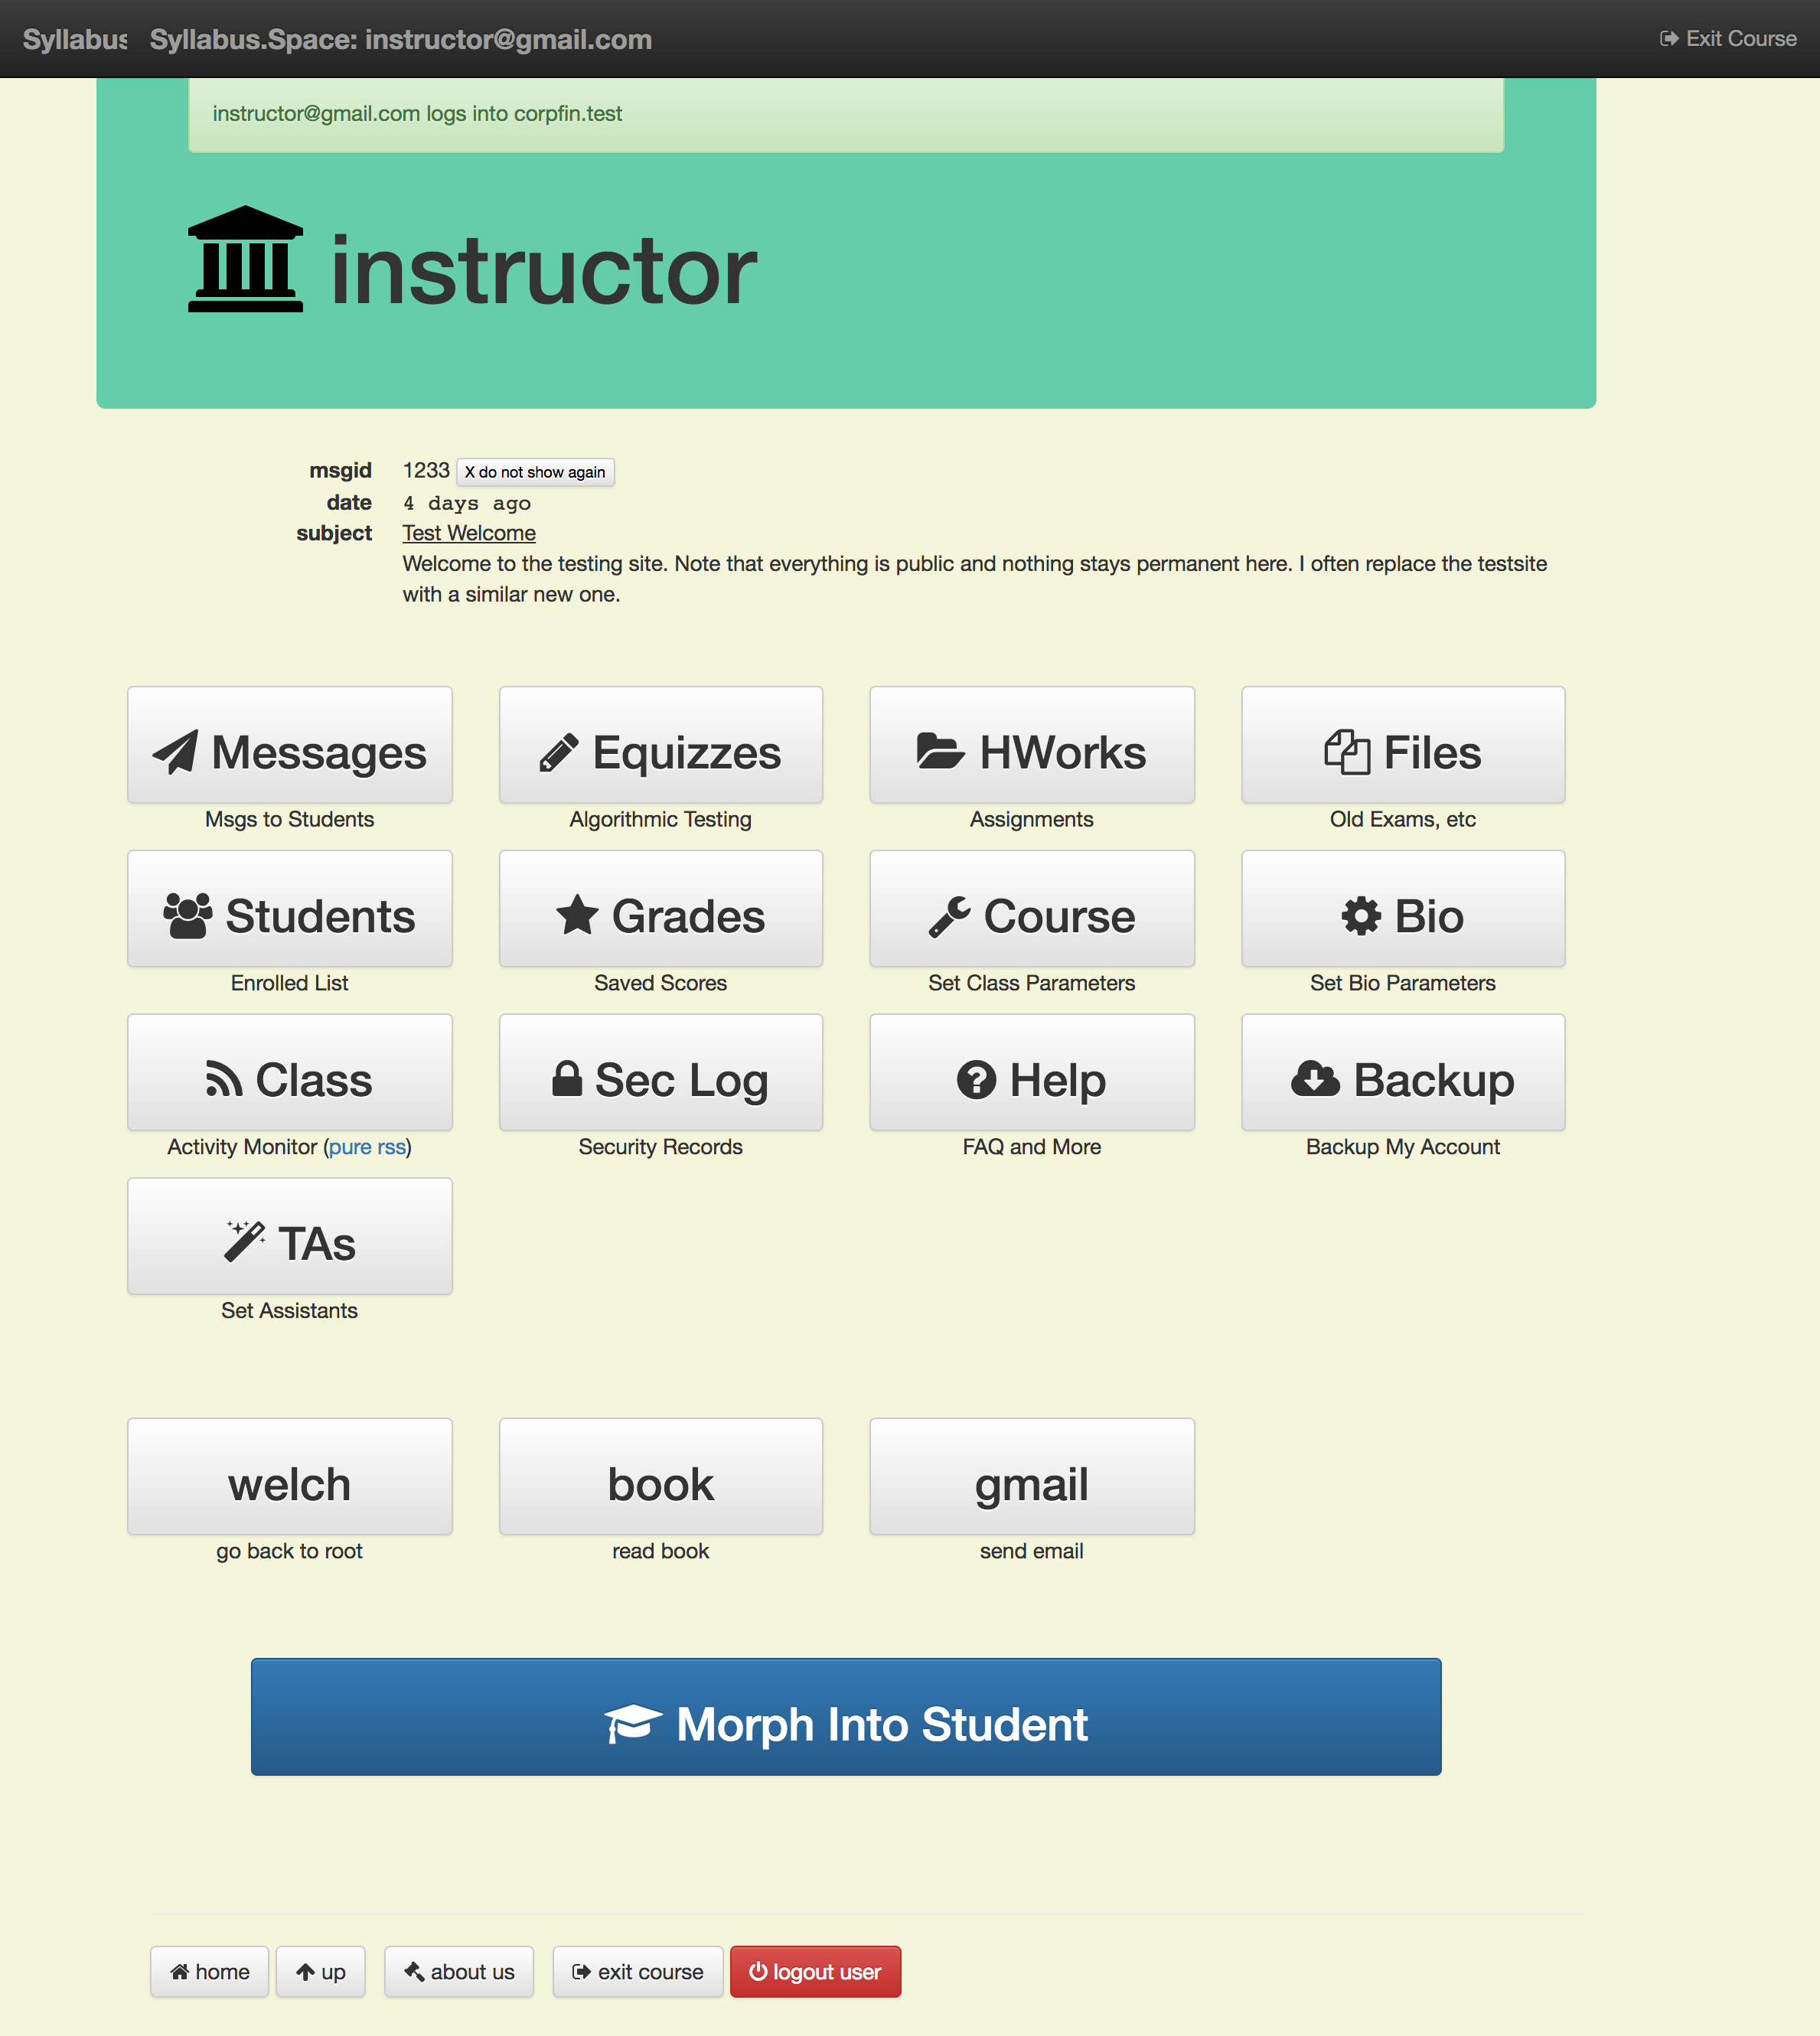 Syllabus Syllabus.Space: instructor@gmail.com Exit Course
instructor@gmail.com logs into corpfin.test
instructor
msgid 1233 X do not show again
date 4 days ago
subject Test Welcome
Welcome to the testing site. Note that everything is public and nothing stays permanent here. I often replace the testsite
with a similar new one.
Messages Equizzes HWorks Files
Msgs to Students Algorithmic Testing Assignments Old Exams, etc
Students Grades Course Bio
Enrolled List Saved Scores Set Class Parameters Set Bio Parameters
Class Sec Log Help Backup
Activity Monitor (pure rss) Security Records FAQ and More Backup My Account
TAs
Set Assistants
welch book gmail
go back to root read book send email
Morph Into Student
home up about us exit course logout user